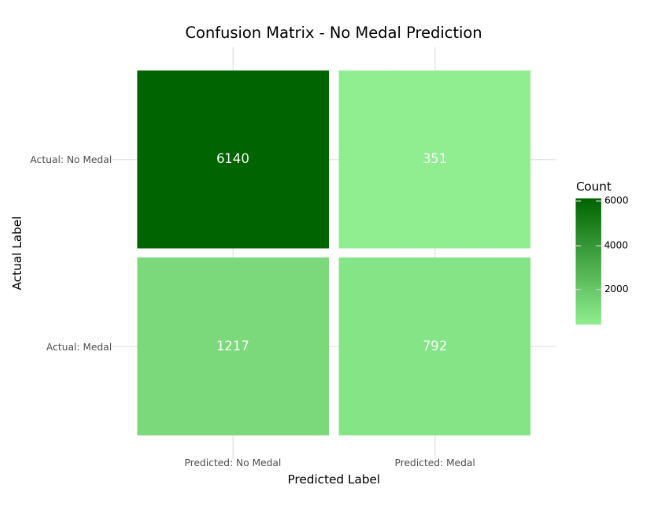 Confusion Matrix - No Medal Prediction
Actual Label
Actual: No Medal
6140
351
Actual: Medal
1217
792
Predicted: No Medal
Predicted: Medal
Predicted Label
Count
6000
4000
2000